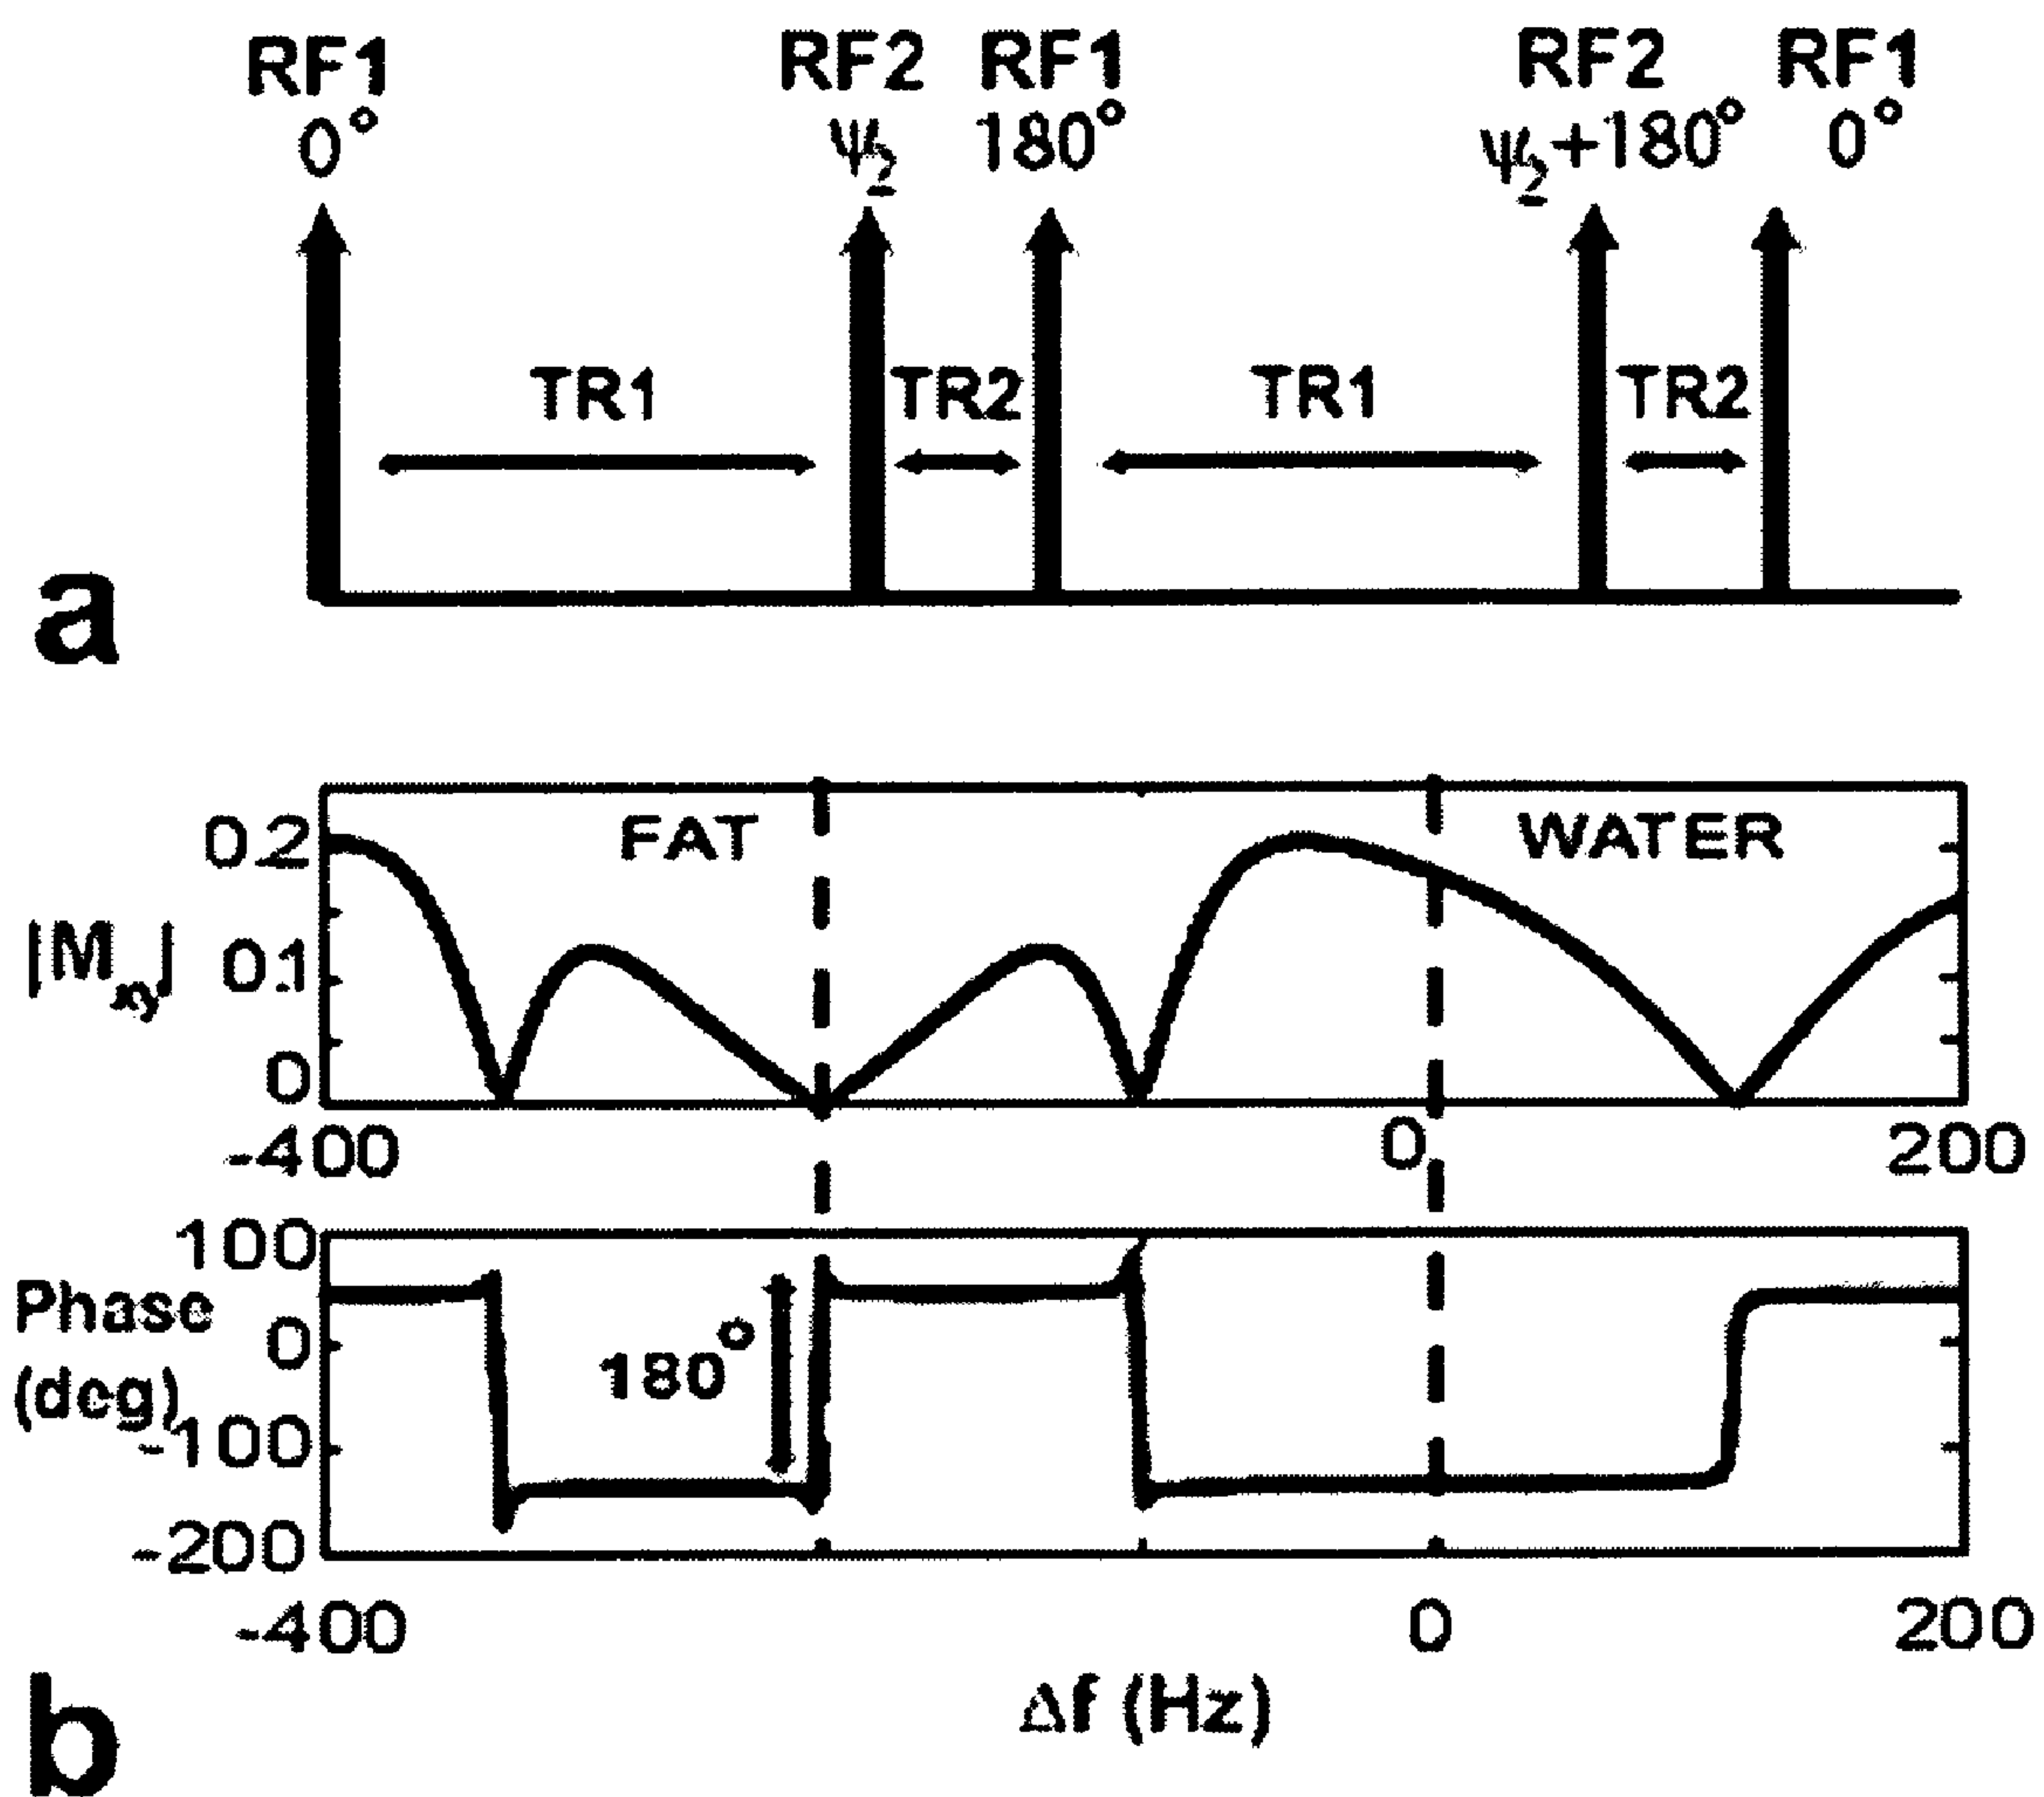 RF1 RF2 RF1 RF2 RF1
0° ψ2 180° ψ2+180° 0°
TR1 TR2 TR1 TR2
a
FAT WATER
0.2
|Mxy| 0.1
0
-400 0 200
100
Phase 0
(deg) 180°
-100
-200
-400 0 200
Δf (Hz)
b